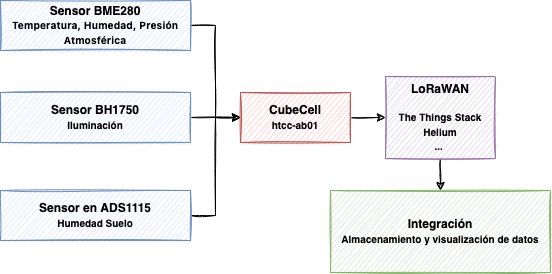 Sensor BME280
Temperatura, Humedad, Presión
Atmosférica
Sensor BH1750
Iluminación
Sensor en ADS1115
Humedad Suelo
CubeCell
htcc-ab01
LoRaWAN
The Things Stack
Helium
...
Integración
Almacenamiento y visualización de datos